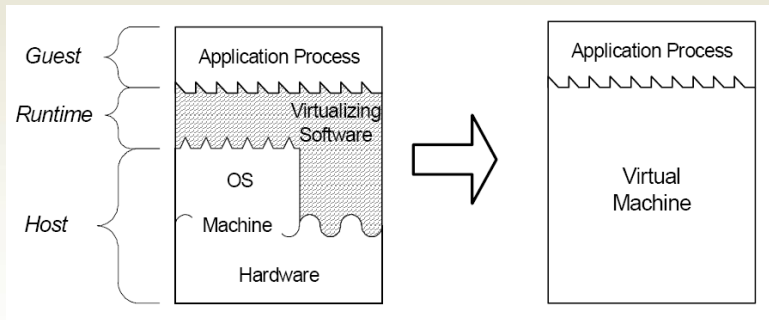 Guest
Runtime
Host
Application Process
Virtualizing
Software
OS
Machine
Hardware
Application Process
Virtual
Machine